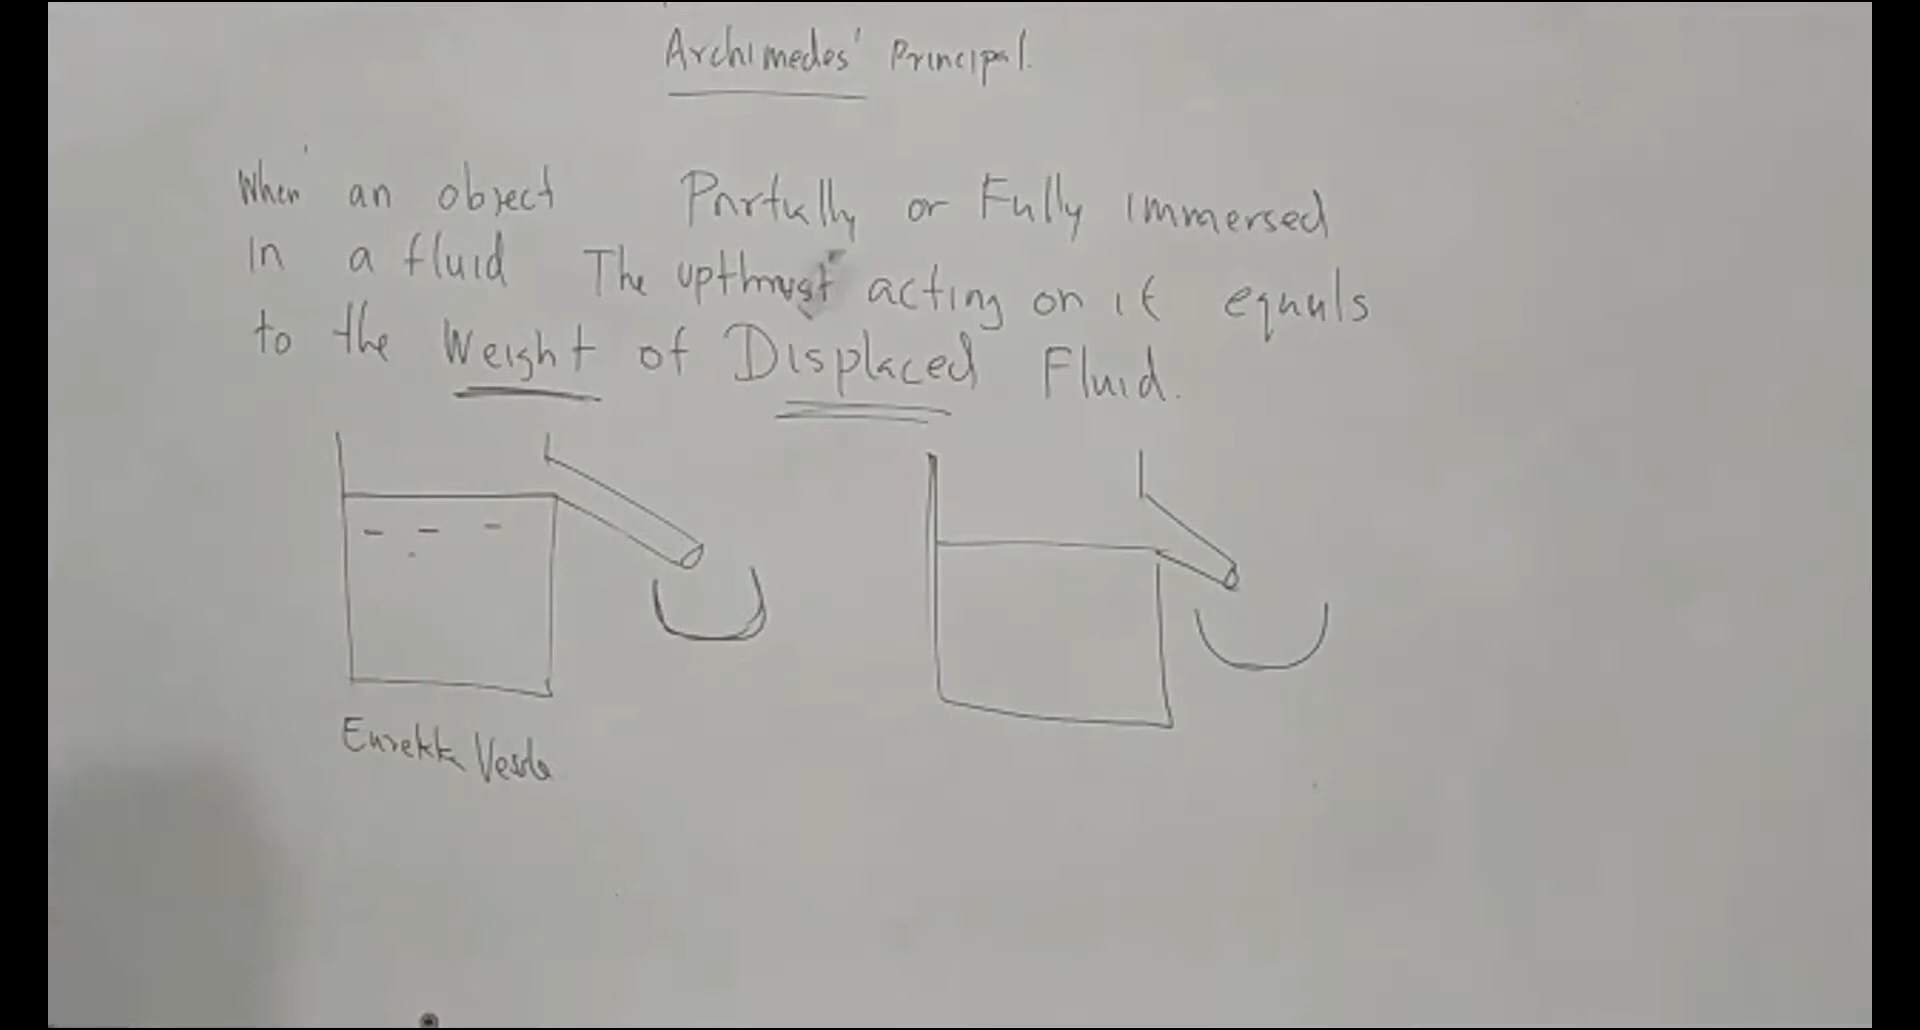 Archimedes' Principal.
When an object Partially or Fully immersed
in a fluid The upthrust acting on it equals
to the Weight of Displaced Fluid.
Eurekk